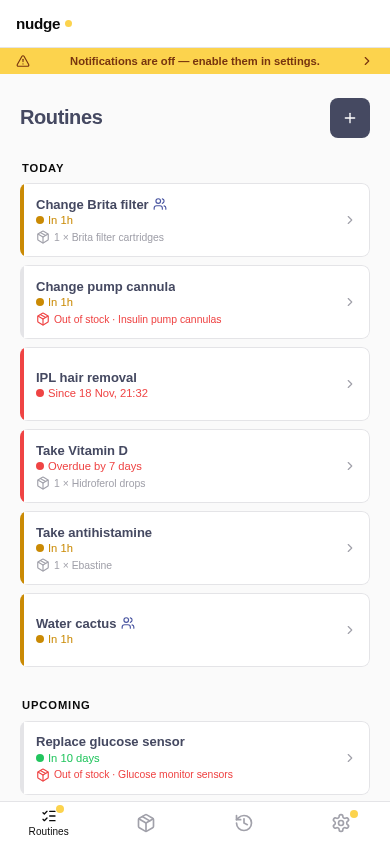 nudge
Notifications are off — enable them in settings.
Routines
TODAY
Change Brita filter
In 1h
1 × Brita filter cartridges
Change pump cannula
In 1h
Out of stock · Insulin pump cannulas
IPL hair removal
Since 18 Nov, 21:32
Take Vitamin D
Overdue by 7 days
1 × Hidroferol drops
Take antihistamine
In 1h
1 × Ebastine
Water cactus
In 1h
UPCOMING
Replace glucose sensor
In 10 days
Out of stock · Glucose monitor sensors
Routines